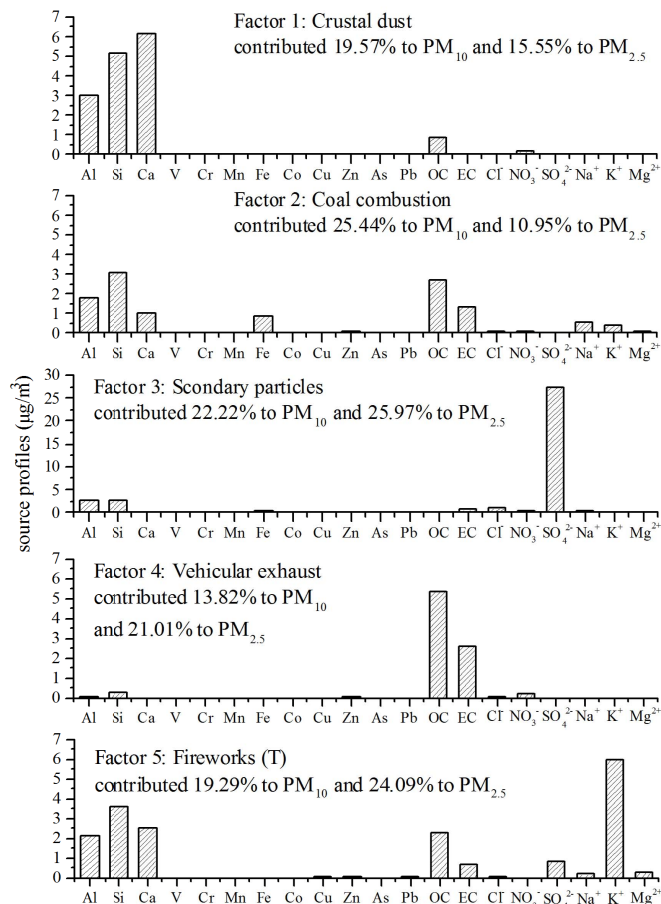 Factor 1: Crustal dust
contributed 19.57% to PM10 and 15.55% to PM2.5
7
6
5
4
3
2
1
0
Al Si Ca V Cr Mn Fe Co Cu Zn As Pb OC EC Cl- NO3- SO42- Na+ K+ Mg2+
Factor 2: Coal combustion
contributed 25.44% to PM10 and 10.95% to PM2.5
7
6
5
4
3
2
1
0
Al Si Ca V Cr Mn Fe Co Cu Zn As Pb OC EC Cl- NO3- SO42- Na+ K+ Mg2+
source profiles (μg/m3)
Factor 3: Scondary particles
contributed 22.22% to PM10 and 25.97% to PM2.5
30
25
20
15
10
5
0
Al Si Ca V Cr Mn Fe Co Cu Zn As Pb OC EC Cl- NO3- SO42- Na+ K+ Mg2+
Factor 4: Vehicular exhaust
contributed 13.82% to PM10
and 21.01% to PM2.5
7
6
5
4
3
2
1
0
Al Si Ca V Cr Mn Fe Co Cu Zn As Pb OC EC Cl- NO3- SO42- Na+ K+ Mg2+
Factor 5: Fireworks (T)
contributed 19.29% to PM10 and 24.09% to PM2.5
7
6
5
4
3
2
1
0
Al Si Ca V Cr Mn Fe Co Cu Zn As Pb OC EC Cl- NO3- SO42- Na+ K+ Mg2+